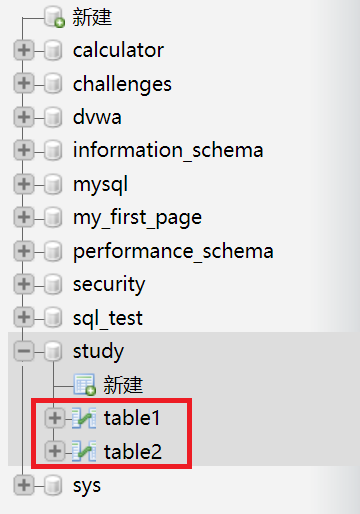 新建
calculator
challenges
dvwa
information_schema
mysql
my_first_page
performance_schema
security
sql_test
study
新建
table1
table2
sys